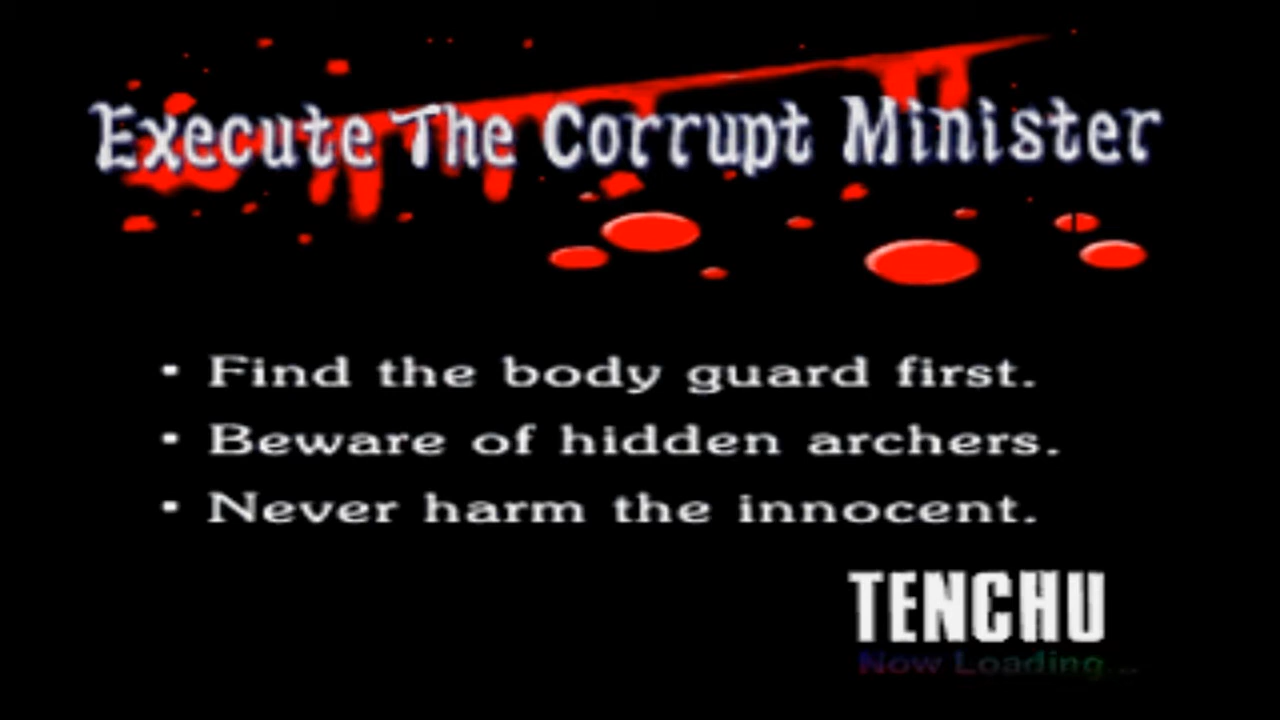 Execute The Corrupt Minister
• Find the body guard first.
• Beware of hidden archers.
• Never harm the innocent.
TENCHU
Now Loading...